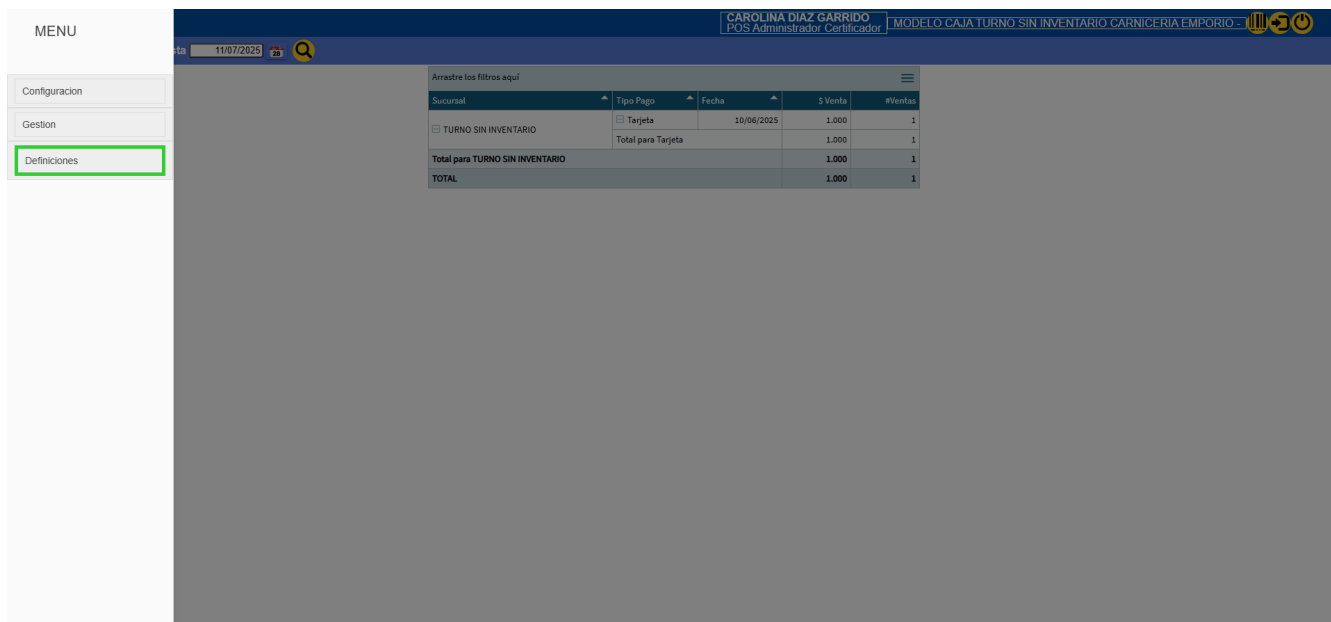 MENU
CAROLINA DIAZ GARRIDO
POS Administrador Certificador
MODELO CAJA TURNO SIN INVENTARIO CARNICERIA EMPORIO -
sta 11/07/2025 28
Configuracion
Gestion
Definiciones
Arrastre los filtros aquí
Sucursal Tipo Pago Fecha $ Venta #Ventas
TURNO SIN INVENTARIO Tarjeta 10/06/2025 1.000 1
Total para Tarjeta 1.000 1
Total para TURNO SIN INVENTARIO 1.000 1
TOTAL 1.000 1